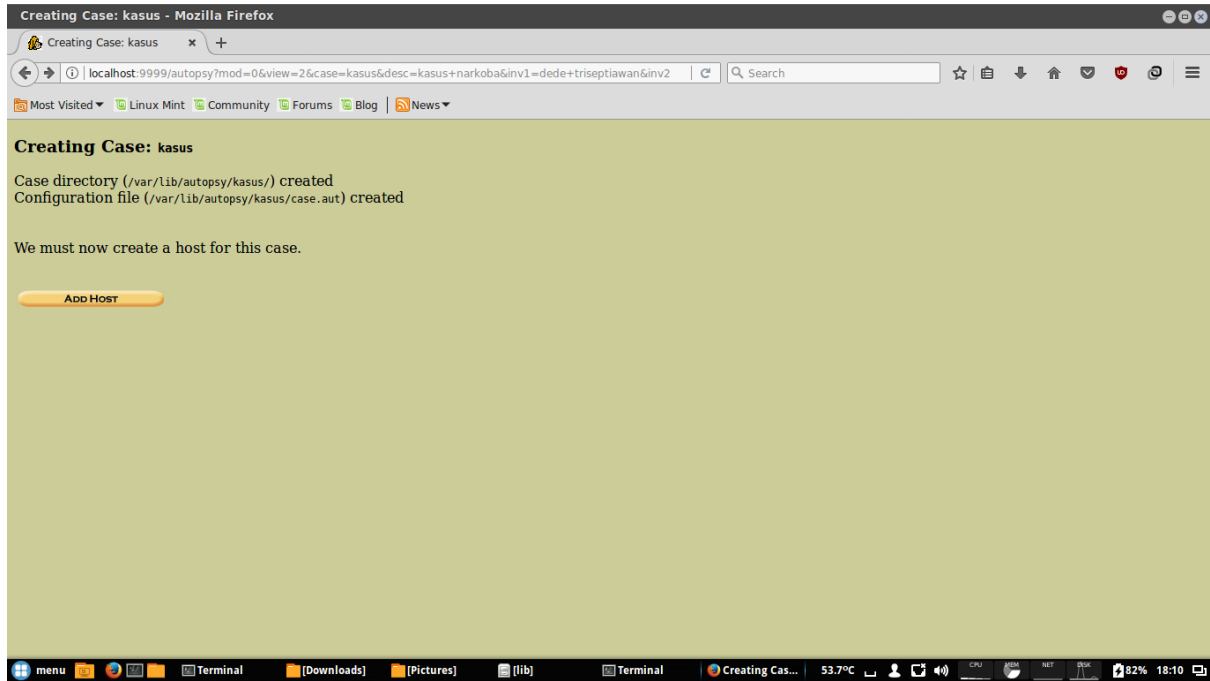 Creating Case: kasus - Mozilla Firefox
Creating Case: kasus
localhost:9999/autopsy?mod=0&view=2&case=kasus&desc=kasus+narkoba&inv1=dede+triseptiawan&inv2
Search
Most Visited
Linux Mint
Community
Forums
Blog
News
Creating Case: kasus
Case directory (/var/lib/autopsy/kasus/) created
Configuration file (/var/lib/autopsy/kasus/case.aut) created
We must now create a host for this case.
ADD HOST
menu
Terminal
[Downloads]
[Pictures]
[lib]
Terminal
Creating Cas...
53.7ºC
CPU
MEM
NET
DISK
82%
18:10